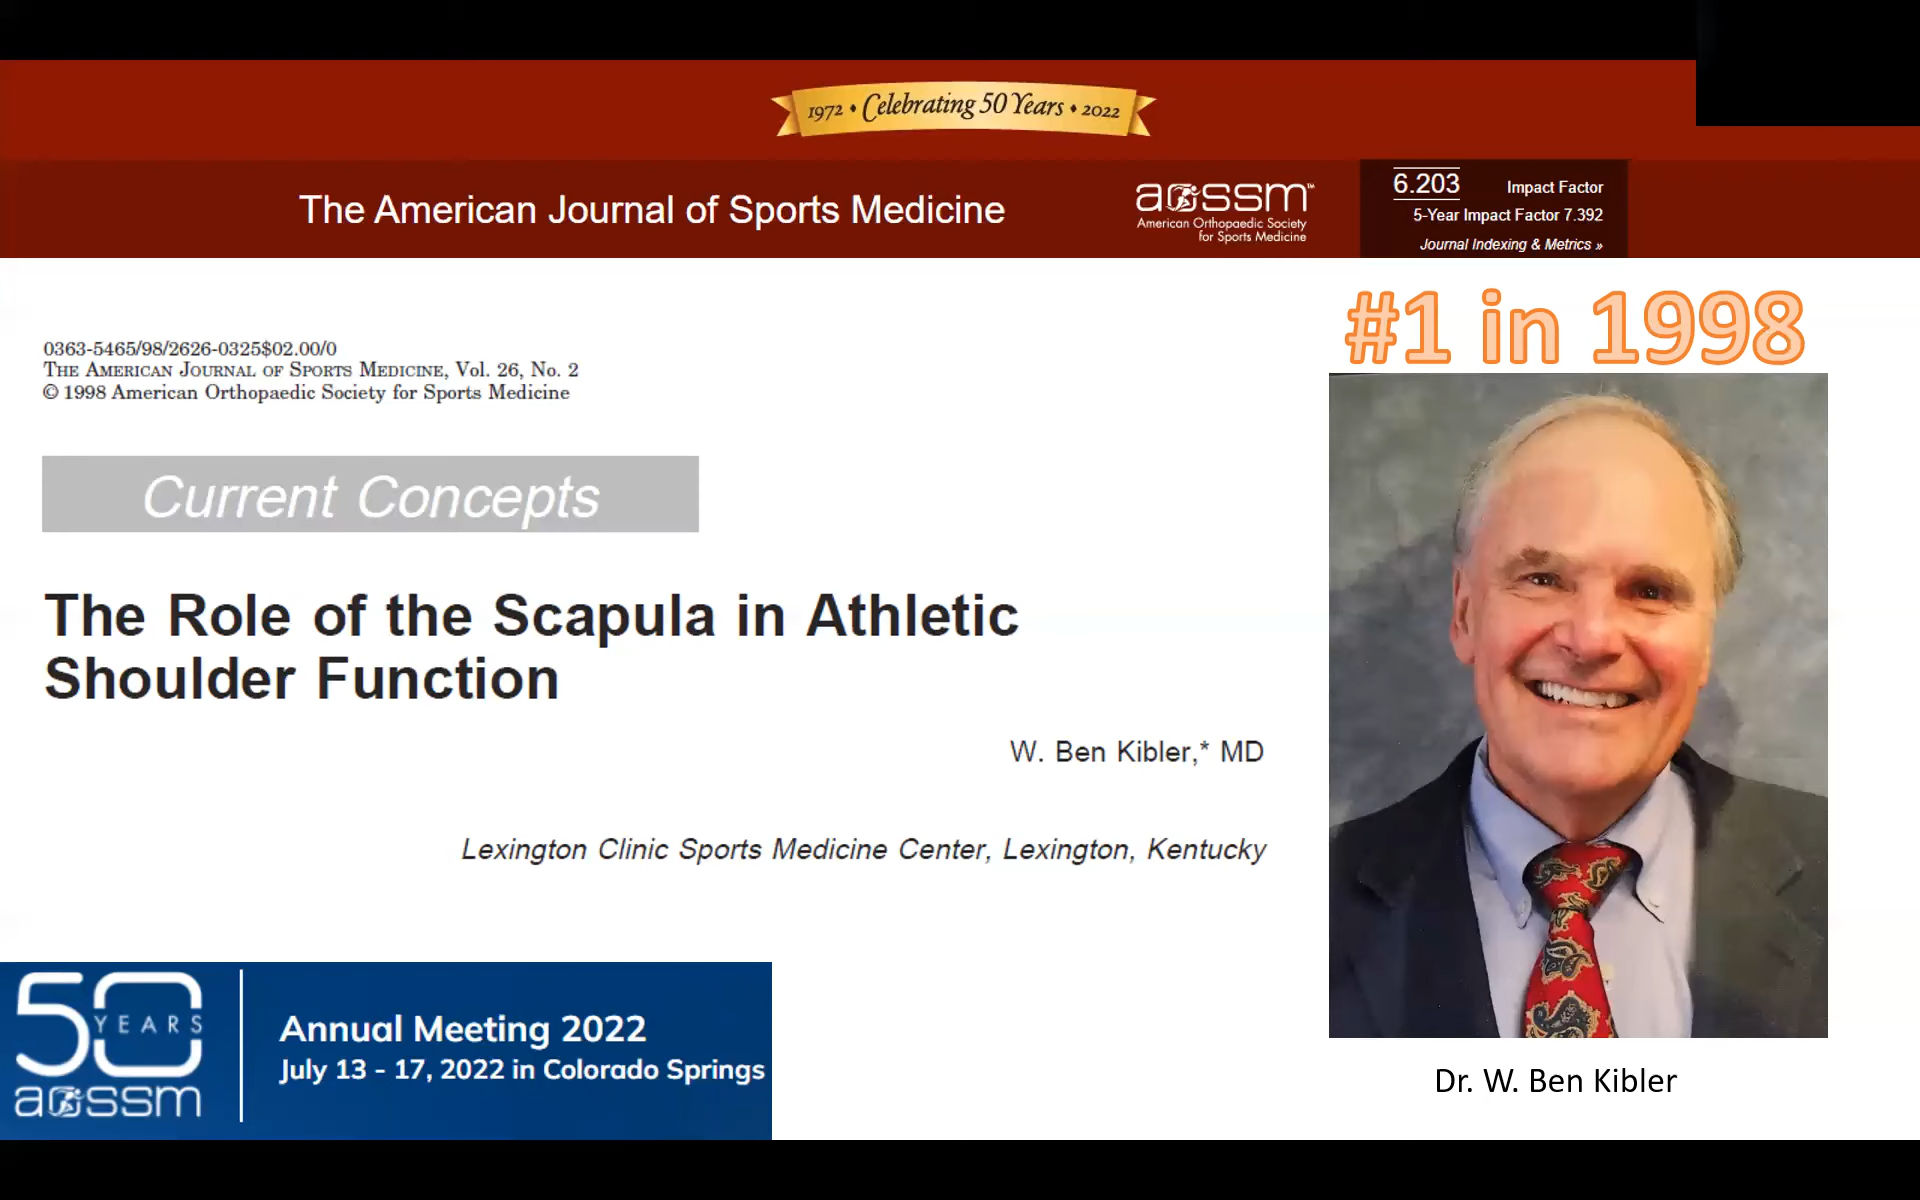 1972 • Celebrating 50 Years • 2022
The American Journal of Sports Medicine
aossm™
American Orthopaedic Society
for Sports Medicine
6.203 Impact Factor
5-Year Impact Factor 7.392
Journal Indexing & Metrics »
#1 in 1998
0363-5465/98/2626-0325$02.00/0
THE AMERICAN JOURNAL OF SPORTS MEDICINE, Vol. 26, No. 2
© 1998 American Orthopaedic Society for Sports Medicine
Current Concepts
The Role of the Scapula in Athletic
Shoulder Function
W. Ben Kibler,* MD
Lexington Clinic Sports Medicine Center, Lexington, Kentucky
Dr. W. Ben Kibler
50
YEARS
aossm
Annual Meeting 2022
July 13 - 17, 2022 in Colorado Springs